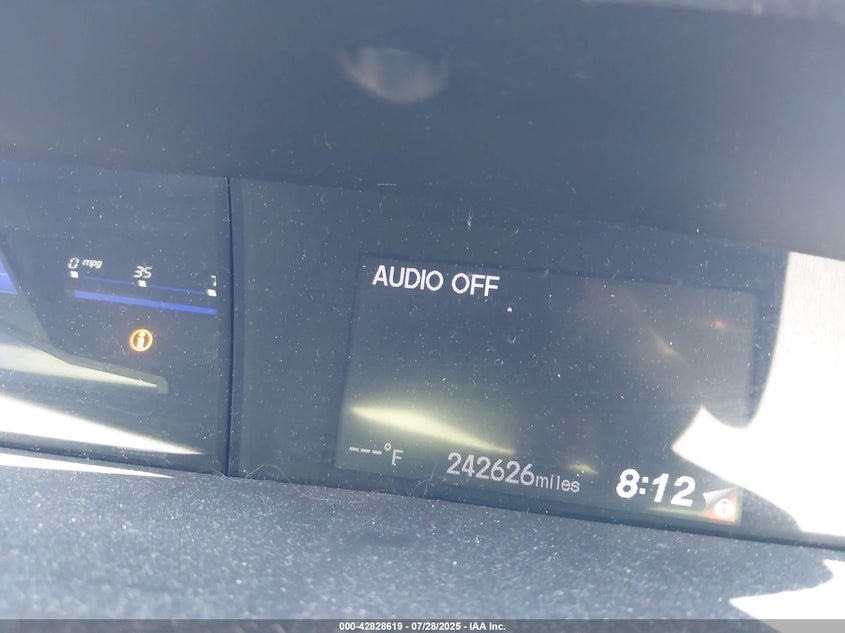 0 mpg 35
AUDIO OFF
---°F 242626miles 8:12
000-42828619 - 07/28/2025 - IAA Inc.